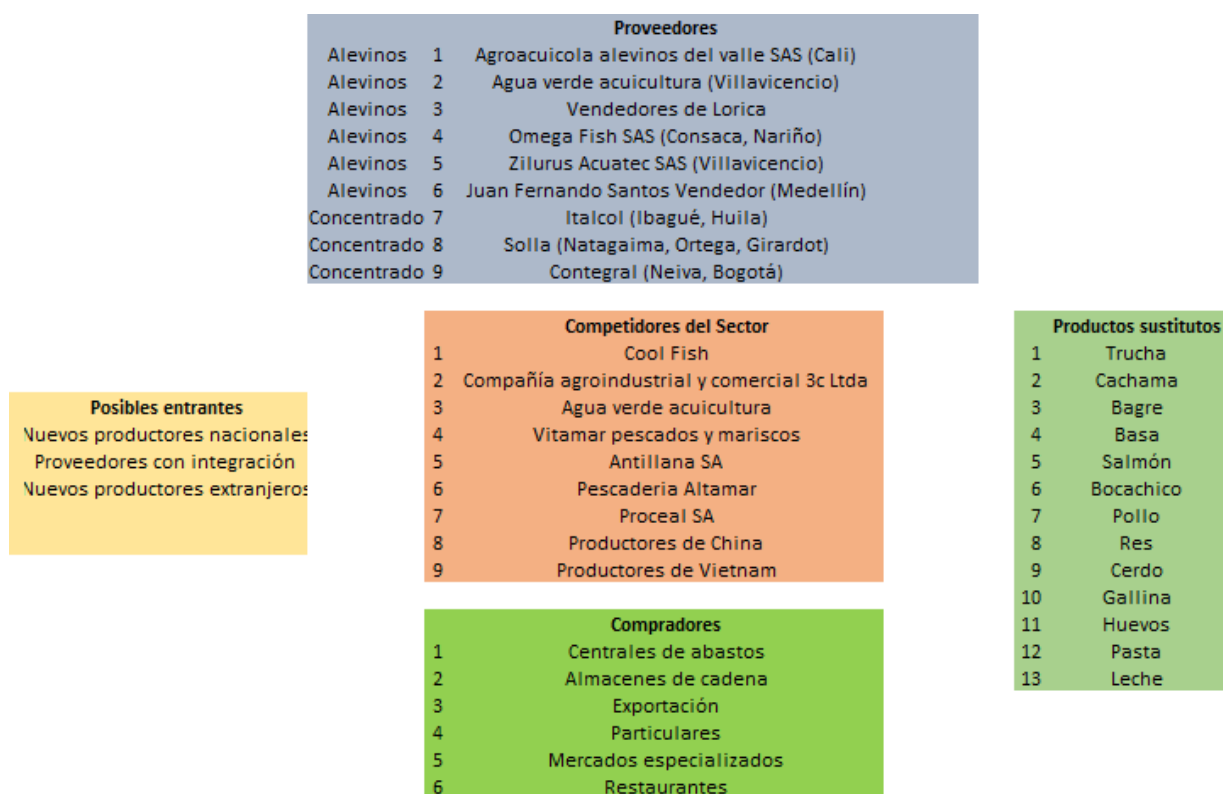 Proveedores
Alevinos 1 Agroacuicola alevinos del valle SAS (Cali)
Alevinos 2 Agua verde acuicultura (Villavicencio)
Alevinos 3 Vendedores de Lorica
Alevinos 4 Omega Fish SAS (Consaca, Nariño)
Alevinos 5 Zilurus Acuatec SAS (Villavicencio)
Alevinos 6 Juan Fernando Santos Vendedor (Medellín)
Concentrado 7 Italcol (Ibagué, Huila)
Concentrado 8 Solla (Natagaima, Ortega, Girardot)
Concentrado 9 Contegral (Neiva, Bogotá)
Posibles entrantes
Nuevos productores nacionales
Proveedores con integración
Nuevos productores extranjeros
Competidores del Sector
1 Cool Fish
2 Compañía agroindustrial y comercial 3c Ltda
3 Agua verde acuicultura
4 Vitamar pescados y mariscos
5 Antillana SA
6 Pescaderia Altamar
7 Proceal SA
8 Productores de China
9 Productores de Vietnam
Productos sustitutos
1 Trucha
2 Cachama
3 Bagre
4 Basa
5 Salmón
6 Bocachico
7 Pollo
8 Res
9 Cerdo
10 Gallina
11 Huevos
12 Pasta
13 Leche
Compradores
1 Centrales de abastos
2 Almacenes de cadena
3 Exportación
4 Particulares
5 Mercados especializados
6 Restaurantes